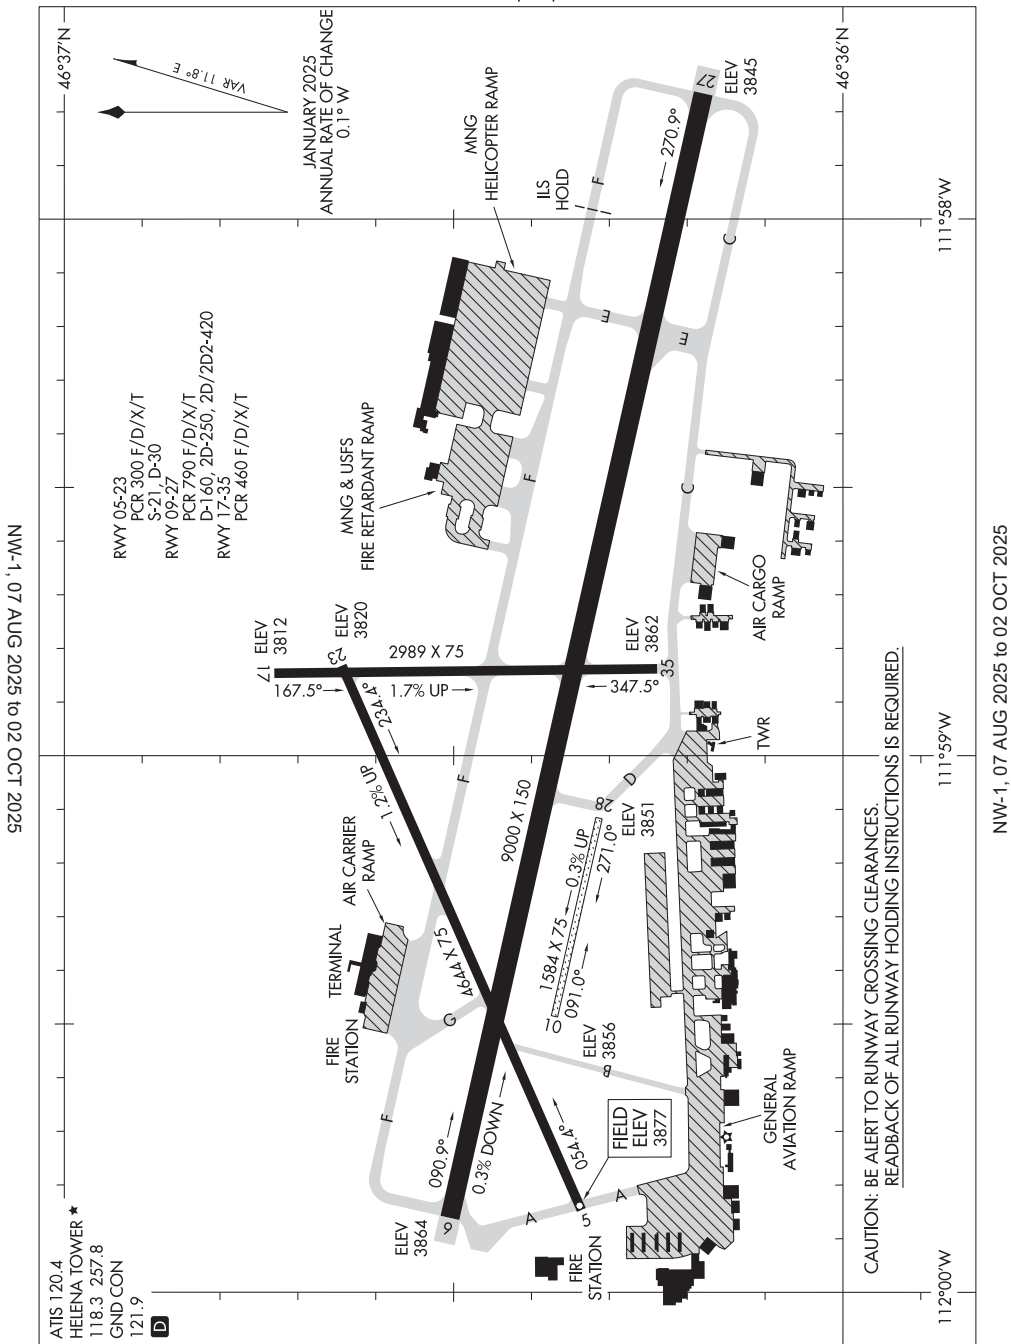 ATIS 120.4
HELENA TOWER ★
118.3 257.8
GND CON
121.9
D
RWY 05-23
PCR 300 F/D/X/T
S-21, D-30
RWY 09-27
PCR 790 F/D/X/T
D-160, 2D-250, 2D/2D2-420
RWY 17-35
PCR 460 F/D/X/T
VAR 11.8° E
JANUARY 2025
ANNUAL RATE OF CHANGE
0.1° W
46°37'N
46°36'N
111°58'W
111°59'W
112°00'W
MNG
HELICOPTER RAMP
ILS
HOLD
MNG & USFS
FIRE RETARDANT RAMP
27
ELEV
3845
270.9°
F
C
E
E
F
C
17
ELEV
3812
23
ELEV
3820
2989 X 75
167.5°
1.7% UP
347.5°
ELEV
3862
35
234.4°
1.2% UP
F
AIR CARGO
RAMP
TWR
D
28
ELEV
3851
9000 X 150
0.3% UP
271.0°
1584 X 75
091.0°
10
ELEV
3856
AIR CARRIER
RAMP
TERMINAL
FIRE
STATION
4644 X 75
G
B
F
090.9°
0.3% DOWN
054.4°
FIELD
ELEV
3877
GENERAL
AVIATION RAMP
9
ELEV
3864
A
A
5
FIRE
STATION
CAUTION: BE ALERT TO RUNWAY CROSSING CLEARANCES.
READBACK OF ALL RUNWAY HOLDING INSTRUCTIONS IS REQUIRED.
NW-1, 07 AUG 2025 to 02 OCT 2025
NW-1, 07 AUG 2025 to 02 OCT 2025